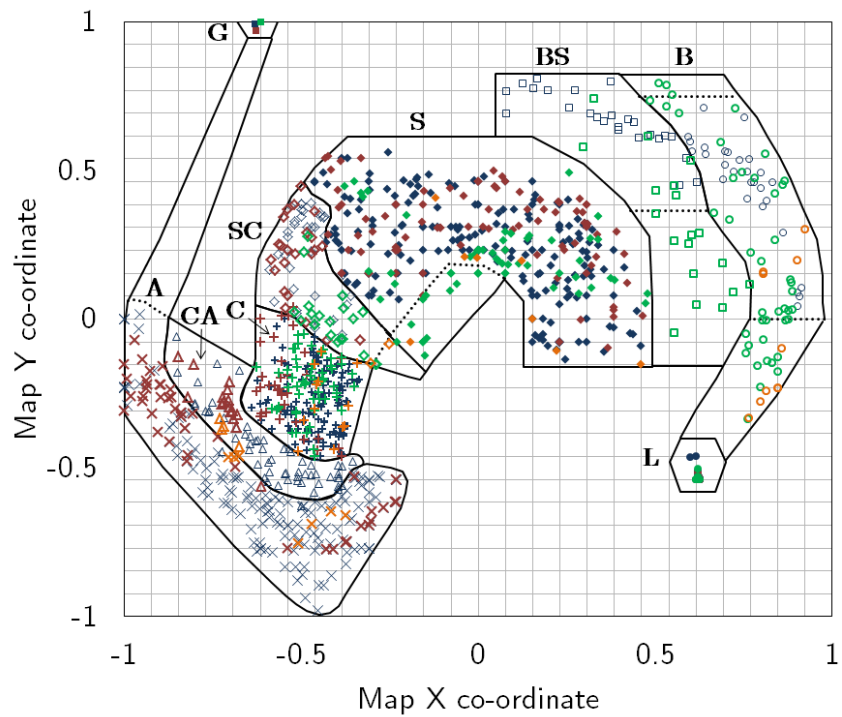 1
G
BS
B
S
0.5
SC
A
CA
C
0
-0.5
L
-1
-1
-0.5
0
0.5
1
Map X co-ordinate
Map Y co-ordinate